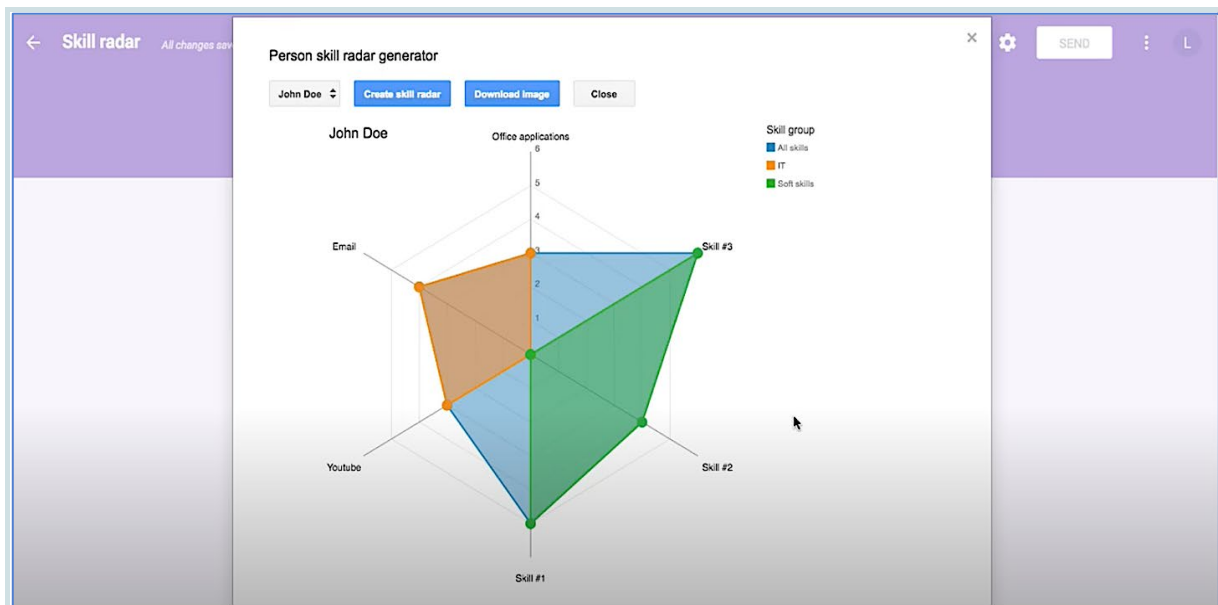 Skill radar
All changes sav
SEND
L
Person skill radar generator
John Doe
Create skill radar
Download image
Close
John Doe
Office applications
6
5
4
3
2
1
Skill #3
Skill #2
Skill #1
Youtube
Email
Skill group
All skills
IT
Soft skills